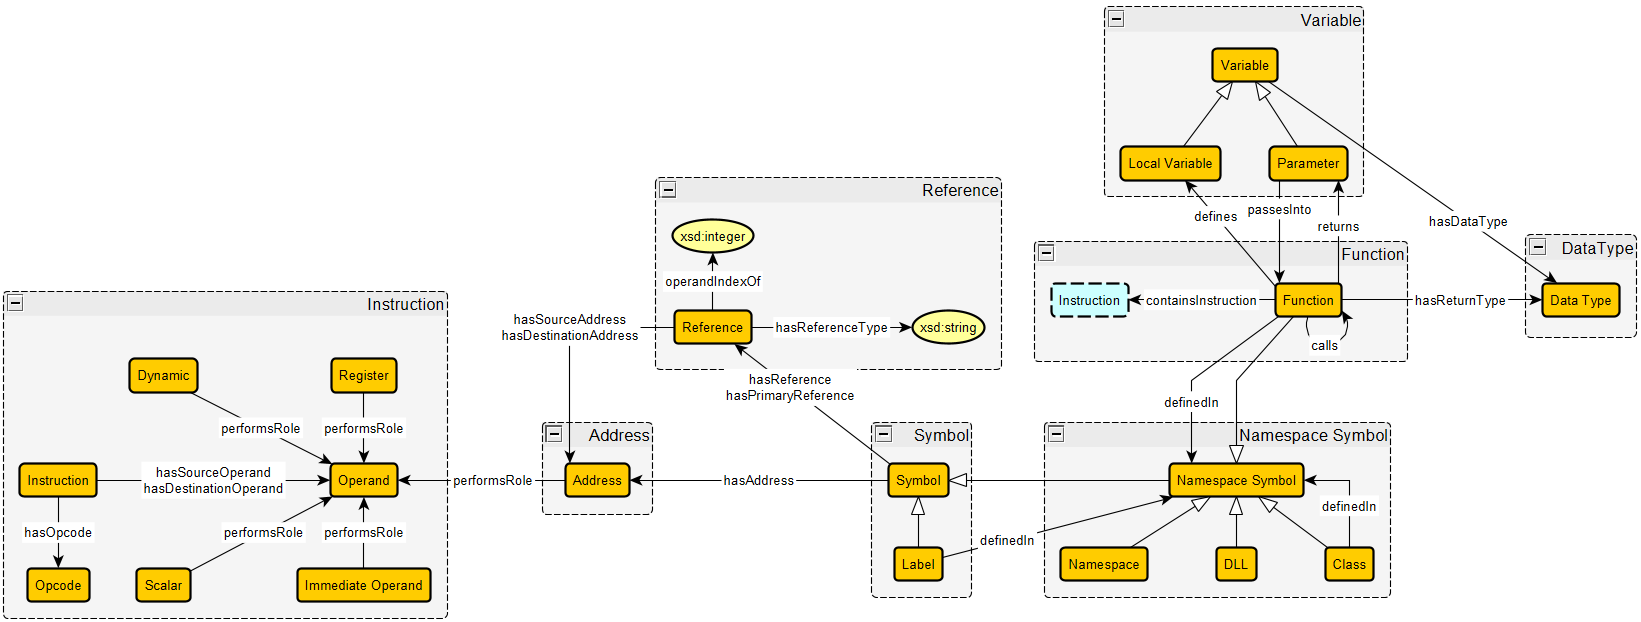 Variable
Variable
Local Variable
Parameter
defines
passesInto
returns
hasDataType
Reference
xsd:integer
operandIndexOf
Reference
hasReferenceType
xsd:string
hasSourceAddress
hasDestinationAddress
hasReference
hasPrimaryReference
Function
Instruction
containsInstruction
Function
calls
hasReturnType
DataType
Data Type
definedIn
Instruction
Dynamic
Register
performsRole
performsRole
Instruction
hasSourceOperand
hasDestinationOperand
Operand
hasOpcode
performsRole
performsRole
Opcode
Scalar
Immediate Operand
performsRole
Address
Address
hasAddress
Symbol
Symbol
Label
definedIn
Namespace Symbol
Namespace Symbol
definedIn
Namespace
DLL
Class